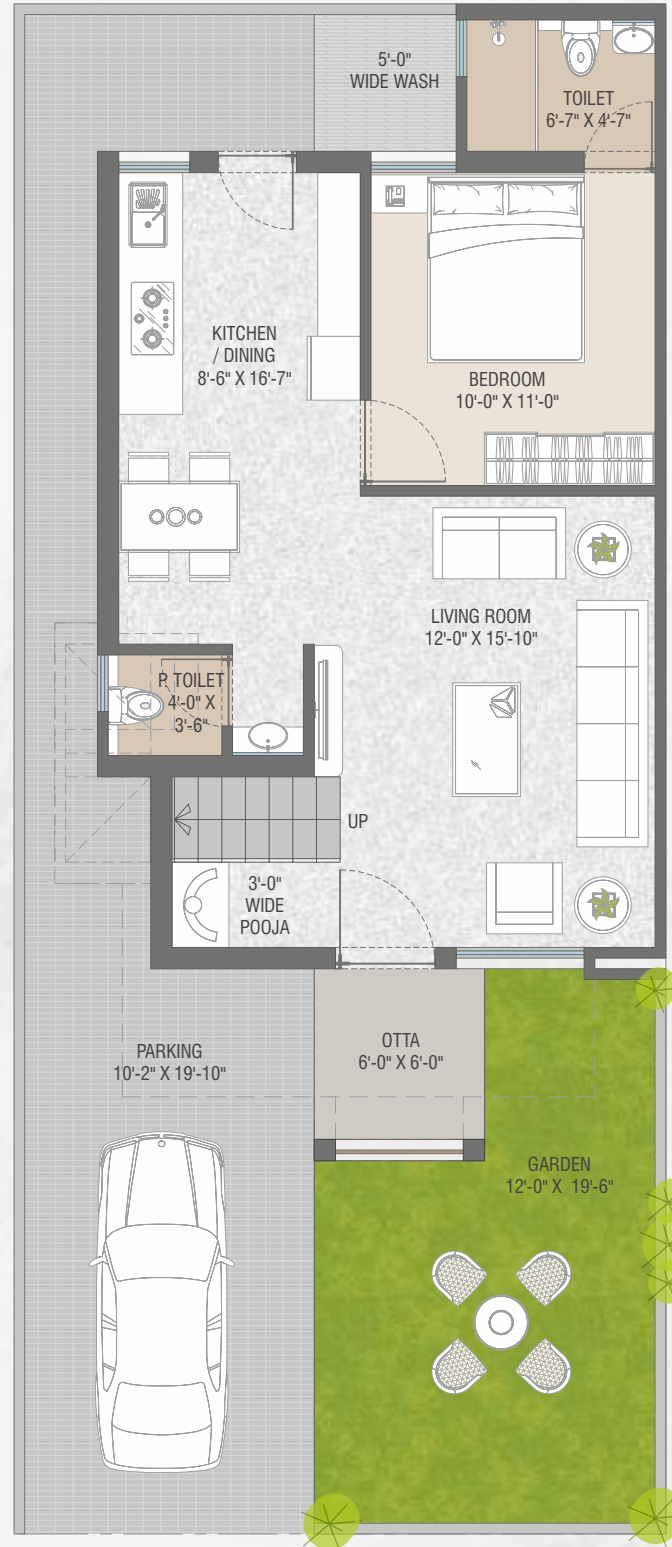 5'-0"
WIDE WASH
TOILET
6'-7" X 4'-7"
KITCHEN
/ DINING
8'-6" X 16'-7"
BEDROOM
10'-0" X 11'-0"
LIVING ROOM
12'-0" X 15'-10"
P. TOILET
4'-0" X
3'-6"
UP
3'-0"
WIDE
POOJA
PARKING
10'-2" X 19'-10"
OTTA
6'-0" X 6'-0"
GARDEN
12'-0" X 19'-6"